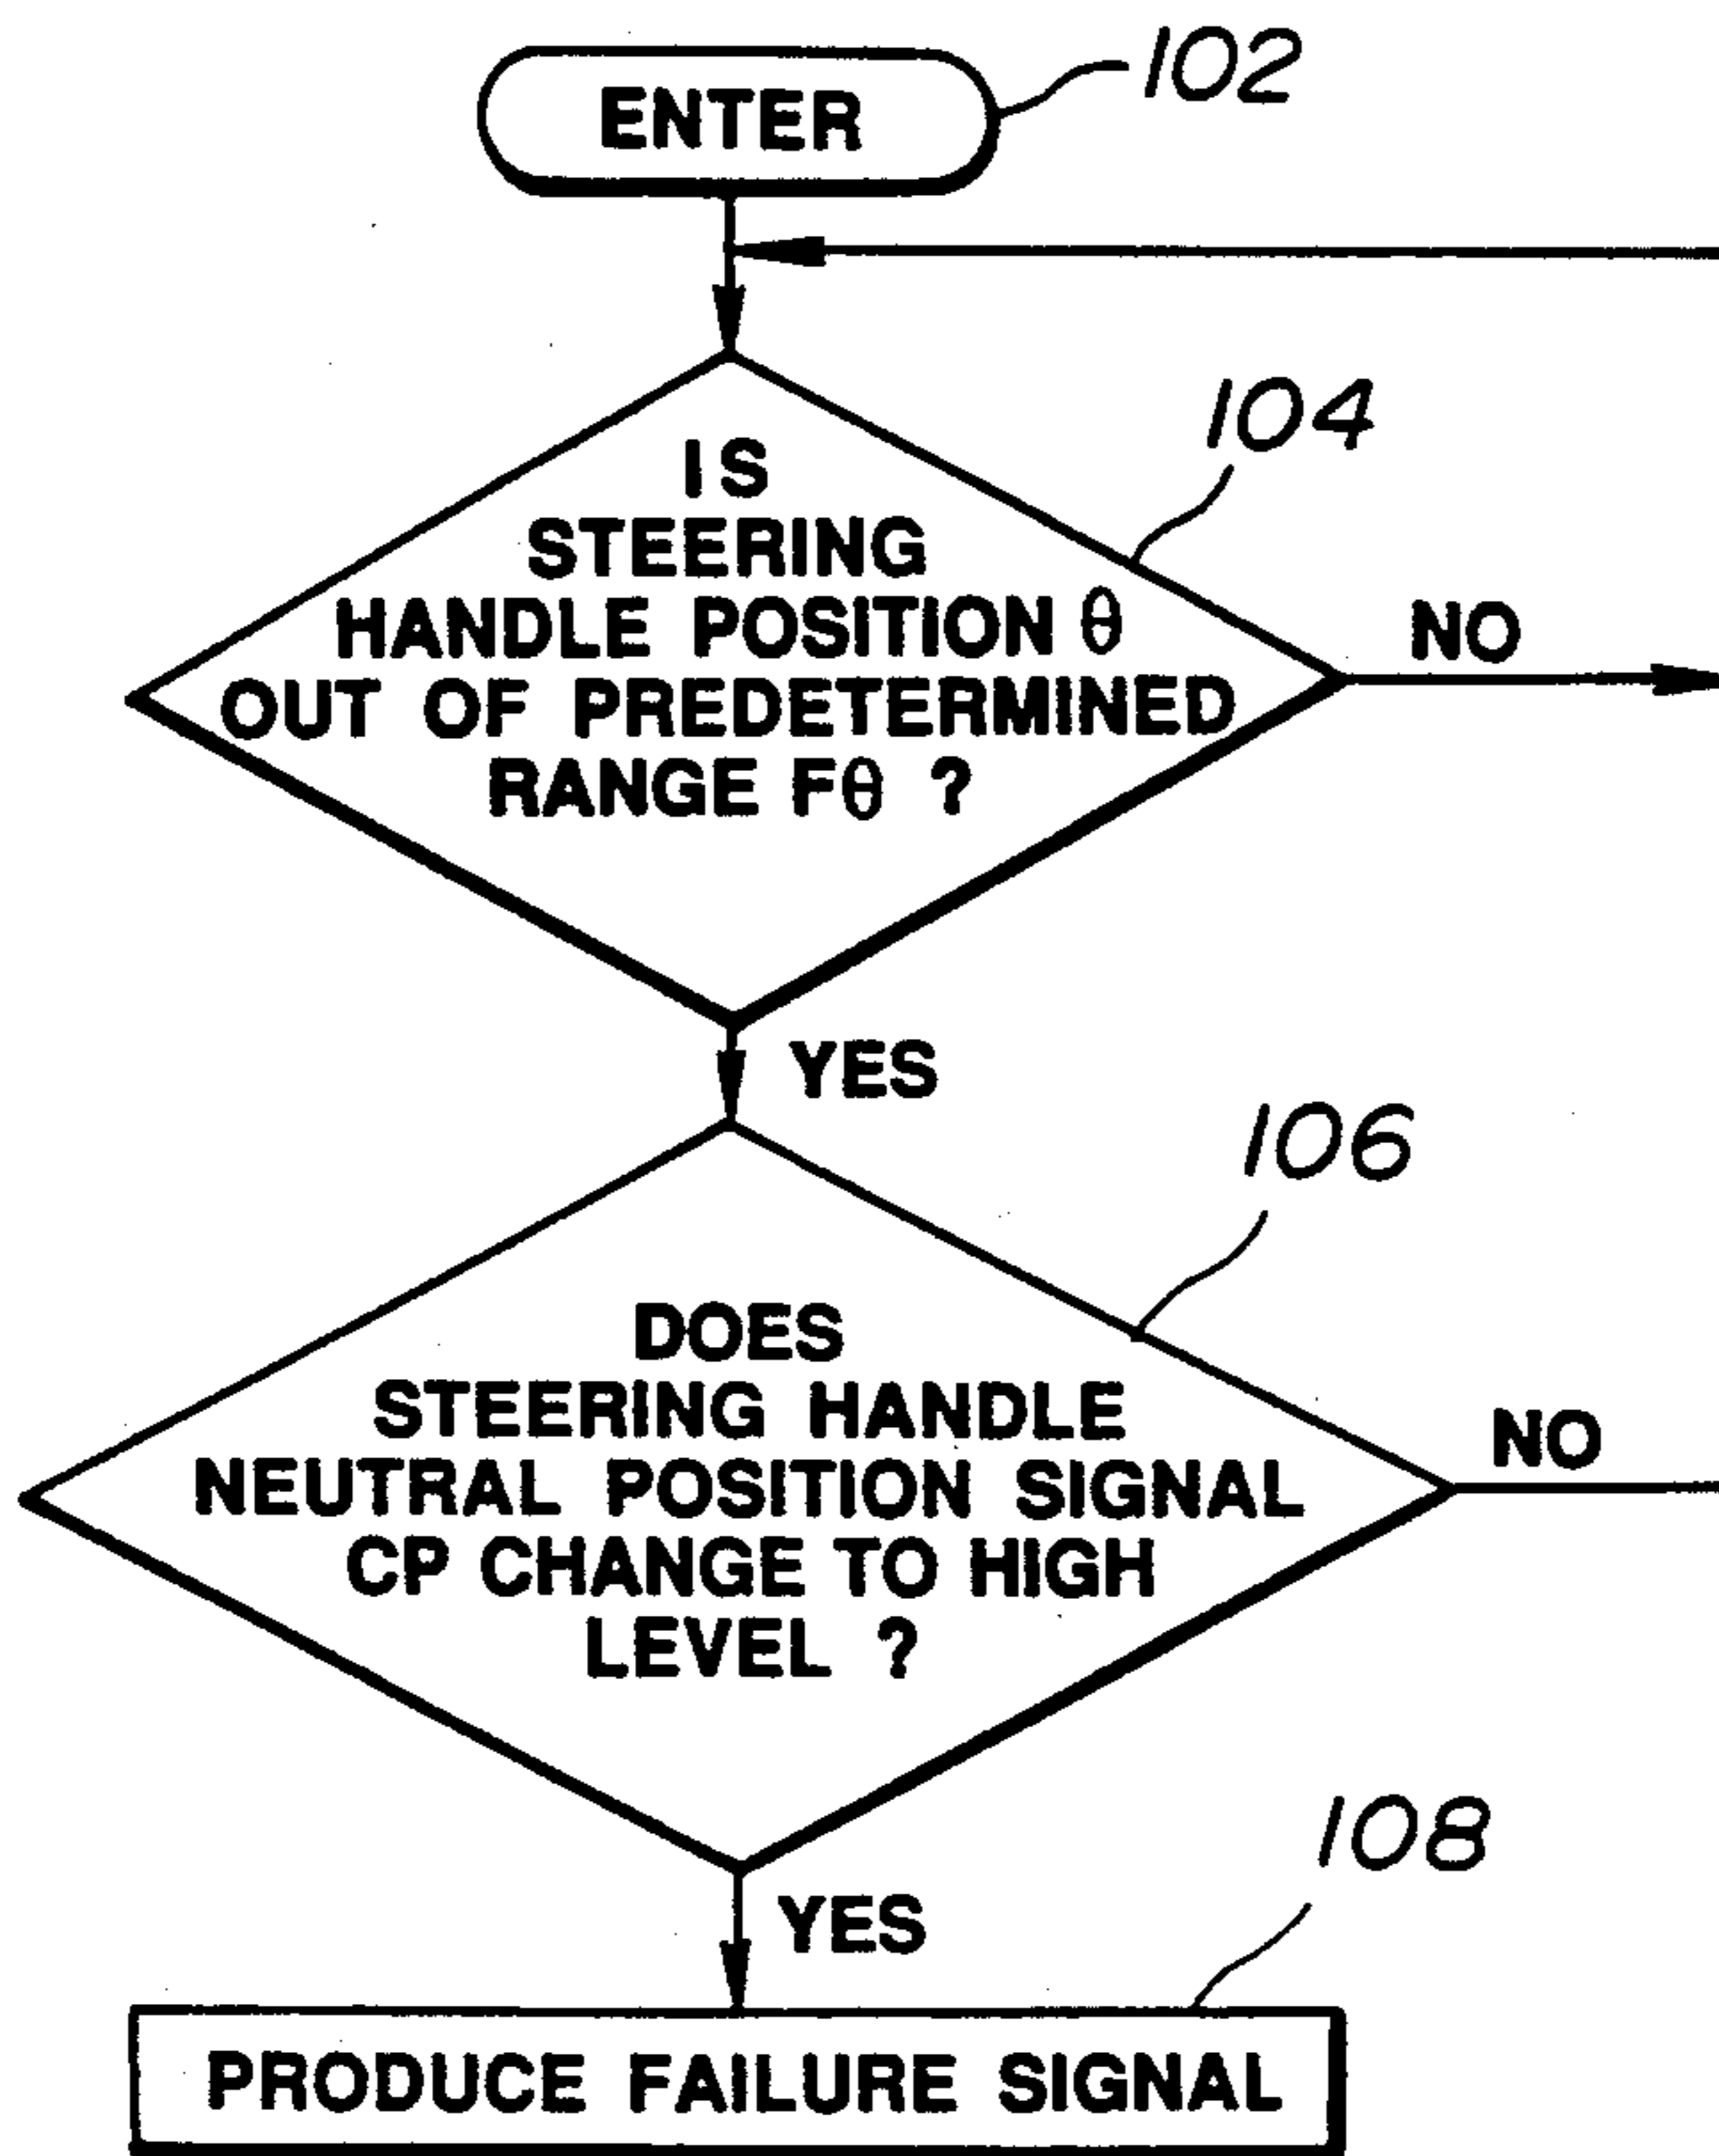 102
ENTER
104
IS
STEERING
HANDLE POSITION θ
OUT OF PREDETERMINED
RANGE Fθ ?
NO
YES
106
DOES
STEERING HANDLE
NEUTRAL POSITION SIGNAL
CP CHANGE TO HIGH
LEVEL ?
NO
YES
108
PRODUCE FAILURE SIGNAL